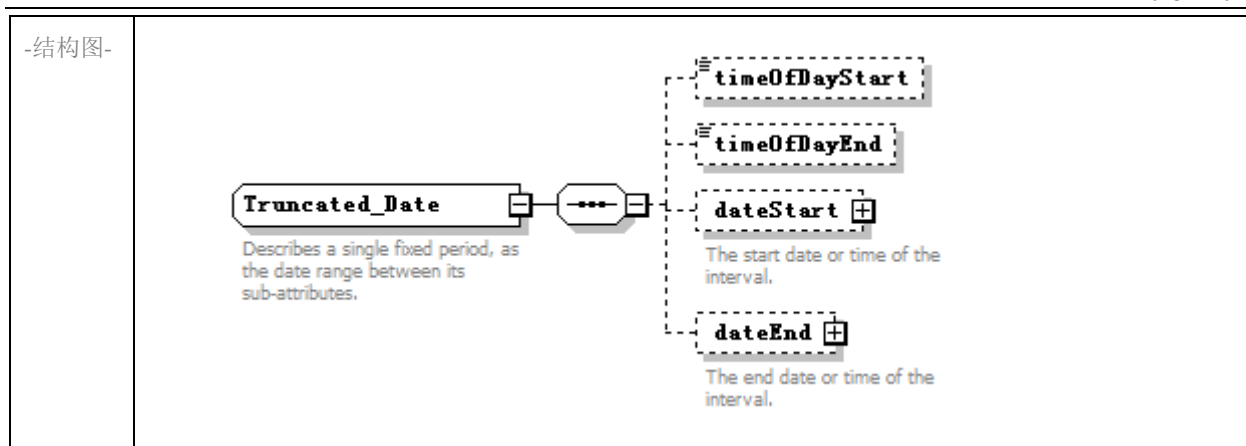 -结构图-
timeOfDayStart
timeOfDayEnd
Truncated_Date
Describes a single fixed period, as
the date range between its
sub-attributes.
dateStart
The start date or time of the
interval.
dateEnd
The end date or time of the
interval.